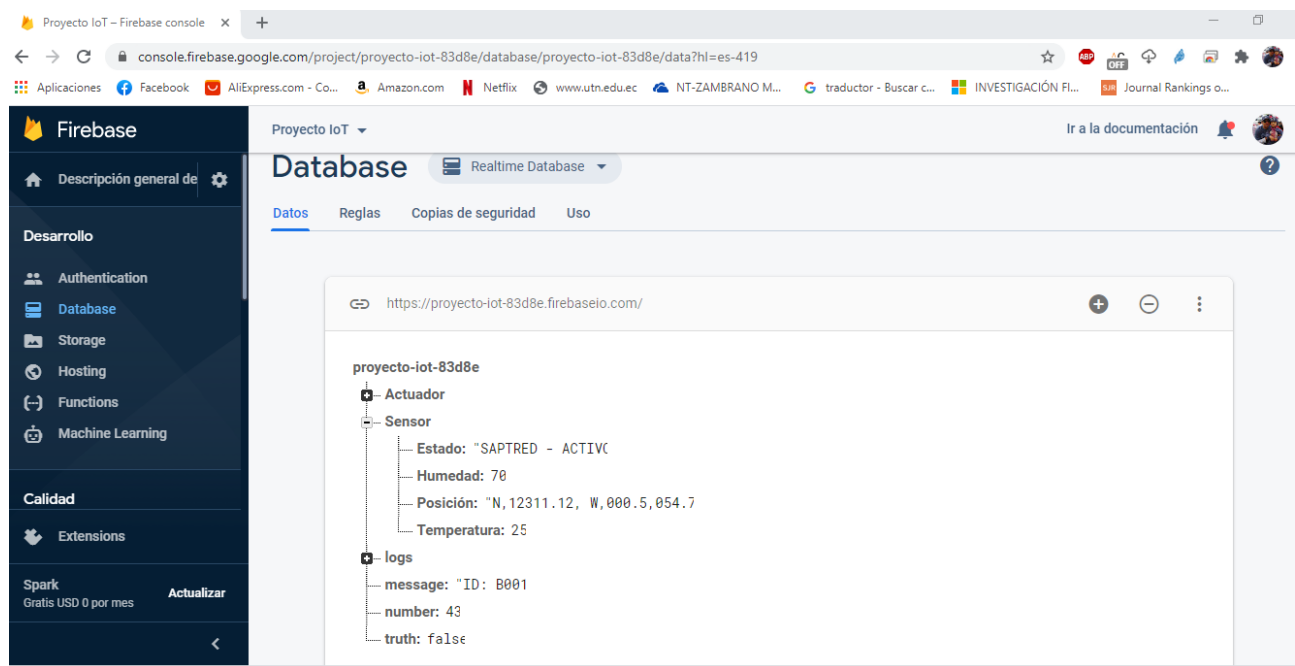 Proyecto IoT – Firebase console
console.firebase.google.com/project/proyecto-iot-83d8e/database/proyecto-iot-83d8e/data?hl=es-419
ABP
OFF
Aplicaciones Facebook AliExpress.com - Co... Amazon.com Netflix www.utn.edu.ec NT-ZAMBRANO M... traductor - Buscar c... INVESTIGACIÓN FI... SJR Journal Rankings o...
Firebase
Proyecto IoT
Ir a la documentación
Descripción general de
Database
Realtime Database
Datos Reglas Copias de seguridad Uso
Desarrollo
Authentication
Database
Storage
Hosting
Functions
Machine Learning
Calidad
Extensions
Spark
Gratis USD 0 por mes
Actualizar
https://proyecto-iot-83d8e.firebaseio.com/
proyecto-iot-83d8e
Actuador
Sensor
Estado: "SAPTRED - ACTIVO
Humedad: 70
Posición: "N,12311.12, W,000.5,054.7
Temperatura: 25
logs
message: "ID: B001
number: 43
truth: false